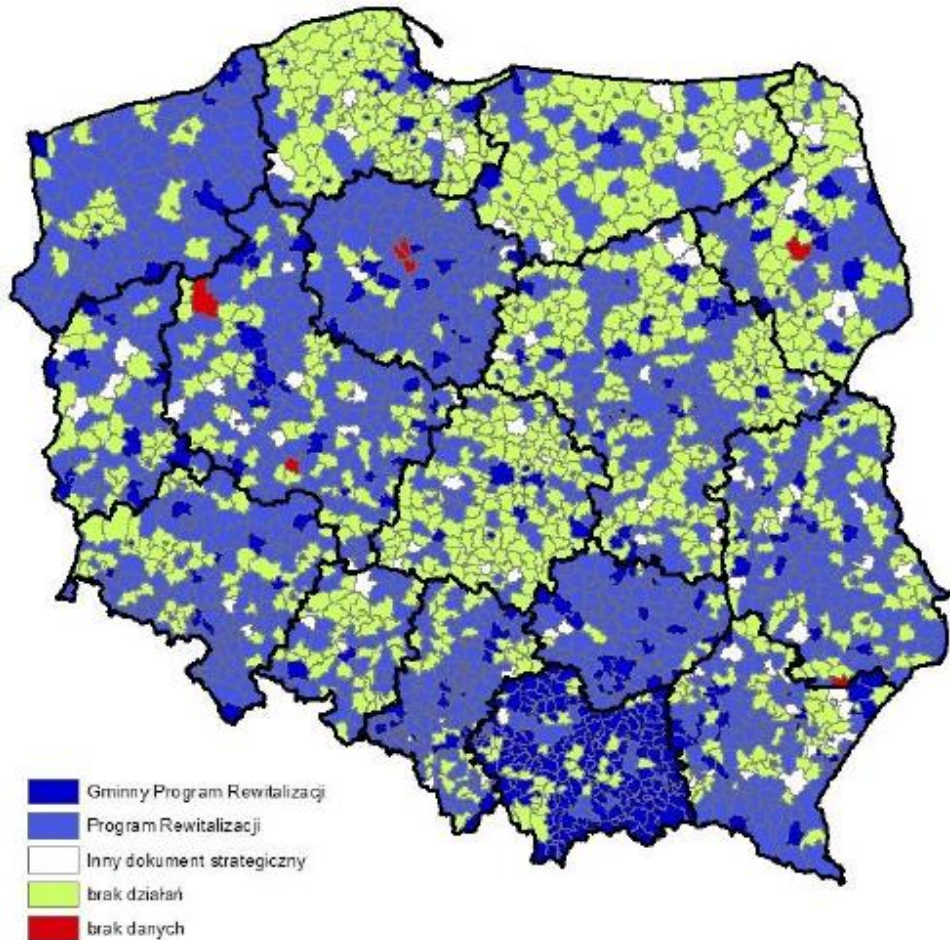 Gminny Program Rewitalizacji
Program Rewitalizacji
Inny dokument strategiczny
brak działań
brak danych